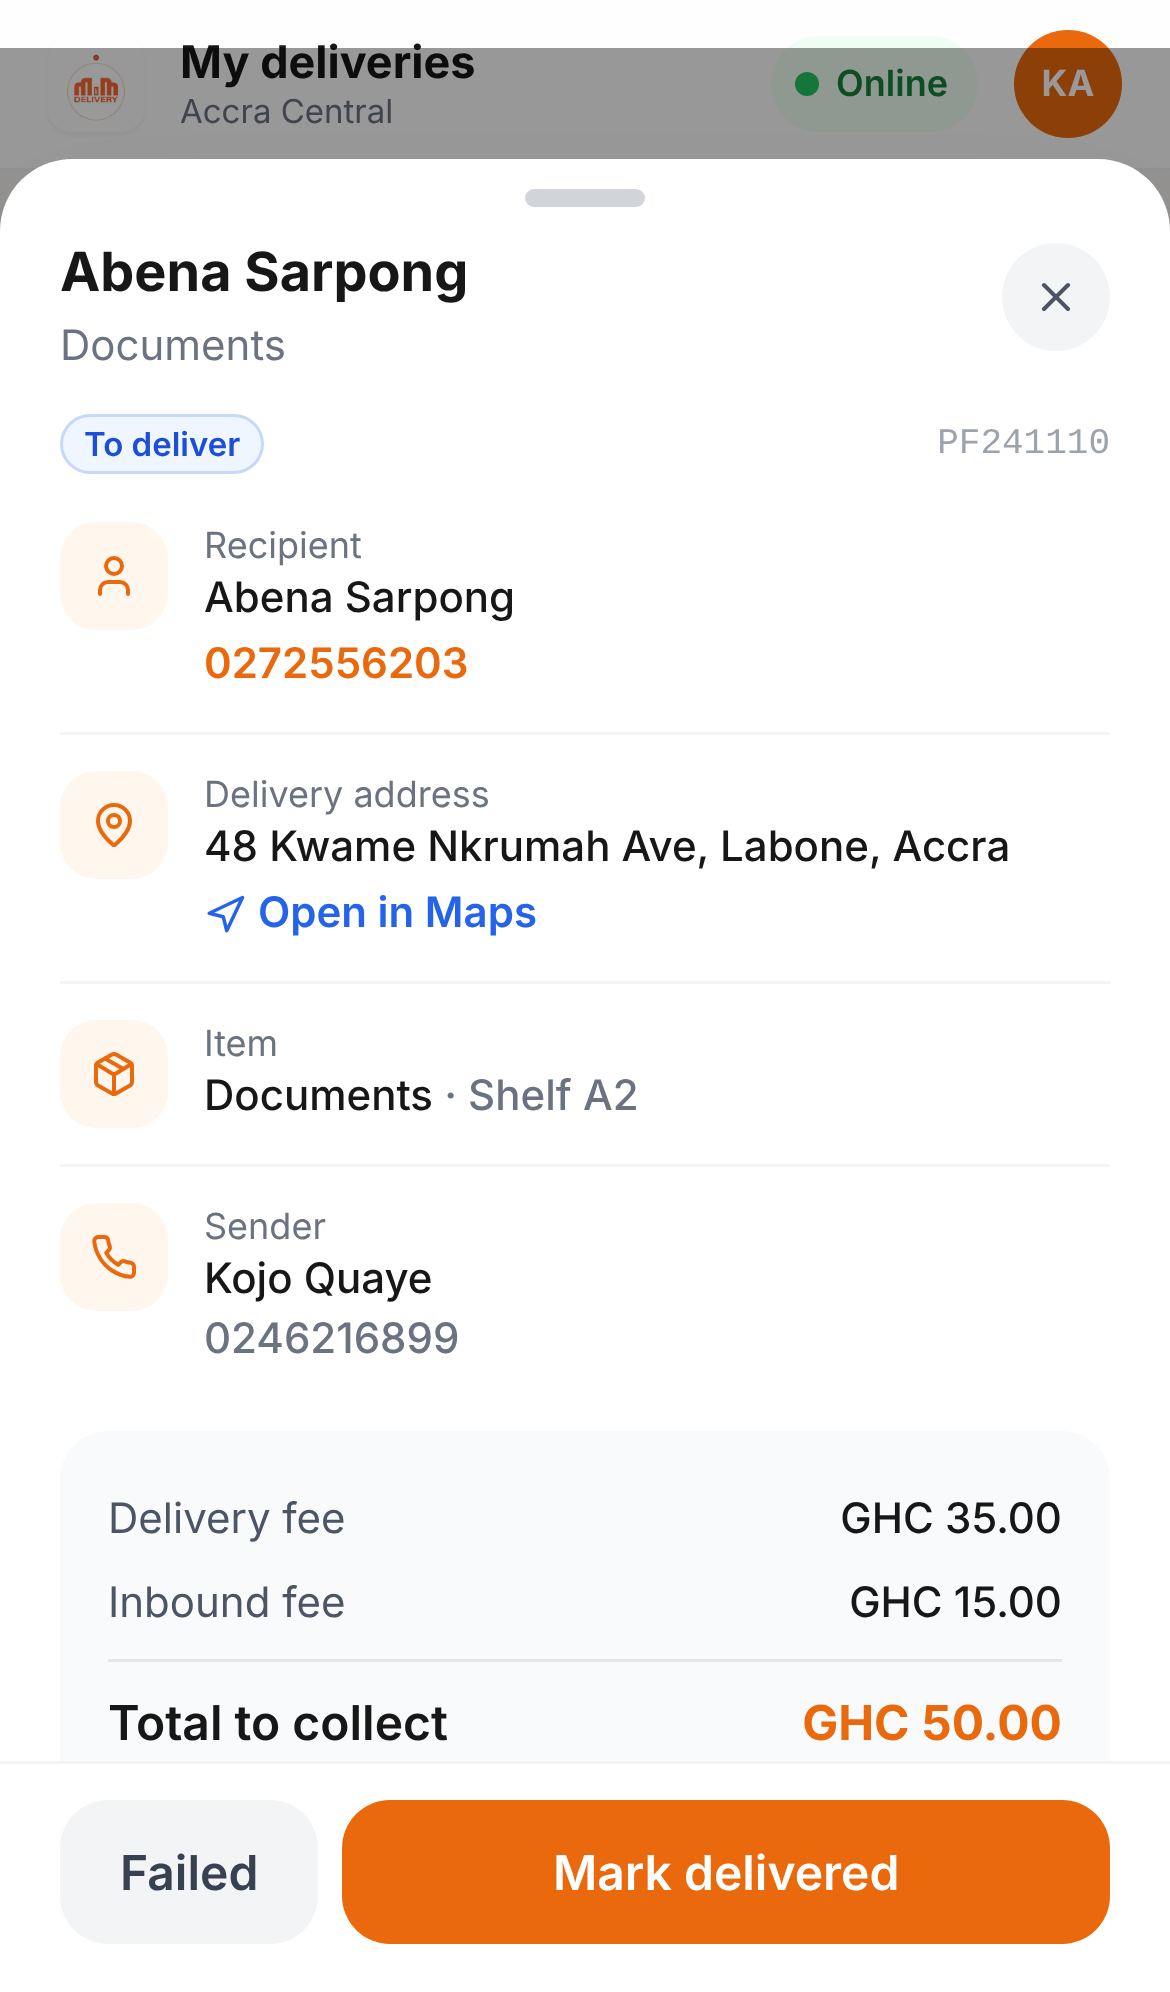 My deliveries
Accra Central
MDM
DELIVERY
Online
KA
Abena Sarpong
Documents
To deliver
PF241110
Recipient
Abena Sarpong
0272556203
Delivery address
48 Kwame Nkrumah Ave, Labone, Accra
Open in Maps
Item
Documents · Shelf A2
Sender
Kojo Quaye
0246216899
Delivery fee
GHC 35.00
Inbound fee
GHC 15.00
Total to collect
GHC 50.00
Failed
Mark delivered